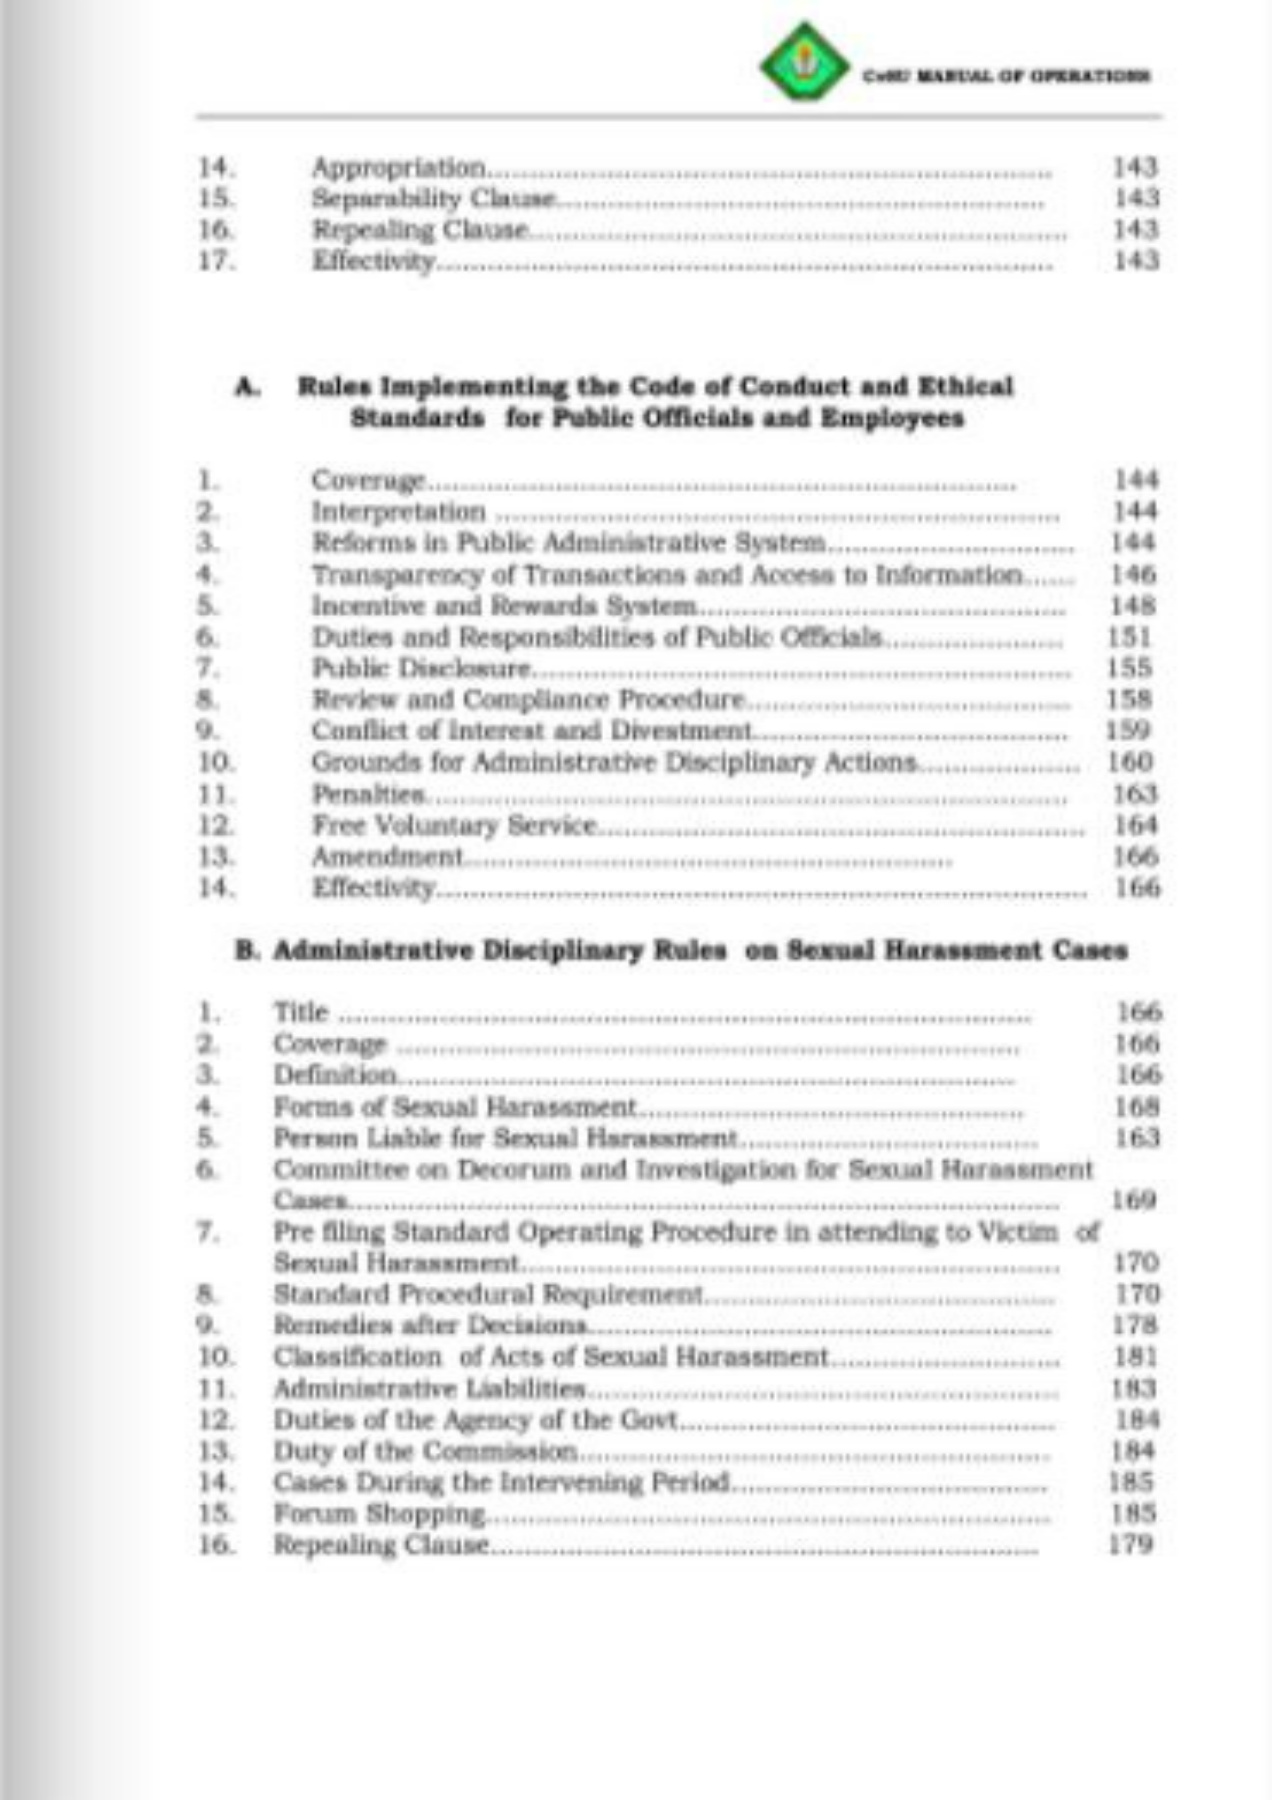 CvSU MANUAL OF OPERATIONS
14. Appropriation........................................................................ 143
15. Separability Clause.............................................................. 143
16. Repealing Clause.................................................................... 143
17. Effectivity.............................................................................. 143
A. Rules Implementing the Code of Conduct and Ethical
Standards for Public Officials and Employees
1. Coverage........................................................................... 144
2. Interpretation ........................................................................ 144
3. Reforms in Public Administrative System............................... 144
4. Transparency of Transactions and Access to Information...... 146
5. Incentive and Rewards System............................................... 148
6. Duties and Responsibilities of Public Officials...................... 151
7. Public Disclosure.................................................................... 155
8. Review and Compliance Procedure......................................... 158
9. Conflict of Interest and Divestment........................................ 159
10. Grounds for Administrative Disciplinary Actions.................... 160
11. Penalties................................................................................. 163
12. Free Voluntary Service.............................................................. 164
13. Amendment.............................................................. 166
14. Effectivity................................................................................... 166
B. Administrative Disciplinary Rules on Sexual Harassment Cases
1. Title ........................................................................................ 166
2. Coverage ............................................................................... 166
3. Definition.............................................................................. 166
4. Forms of Sexual Harassment................................................. 168
5. Person Liable for Sexual Harassment...................................... 163
6. Committee on Decorum and Investigation for Sexual Harassment
Cases........................................................................................... 169
7. Pre filing Standard Operating Procedure in attending to Victim of
Sexual Harassment.................................................................... 170
8. Standard Procedural Requirement............................................ 170
9. Remedies after Decisions........................................................... 178
10. Classification of Acts of Sexual Harassment............................. 181
11. Administrative Liabilities............................................................ 183
12. Duties of the Agency of the Govt................................................ 184
13. Duty of the Commission............................................................ 184
14. Cases During the Intervening Period........................................ 185
15. Forum Shopping........................................................................ 185
16. Repealing Clause...................................................................... 179